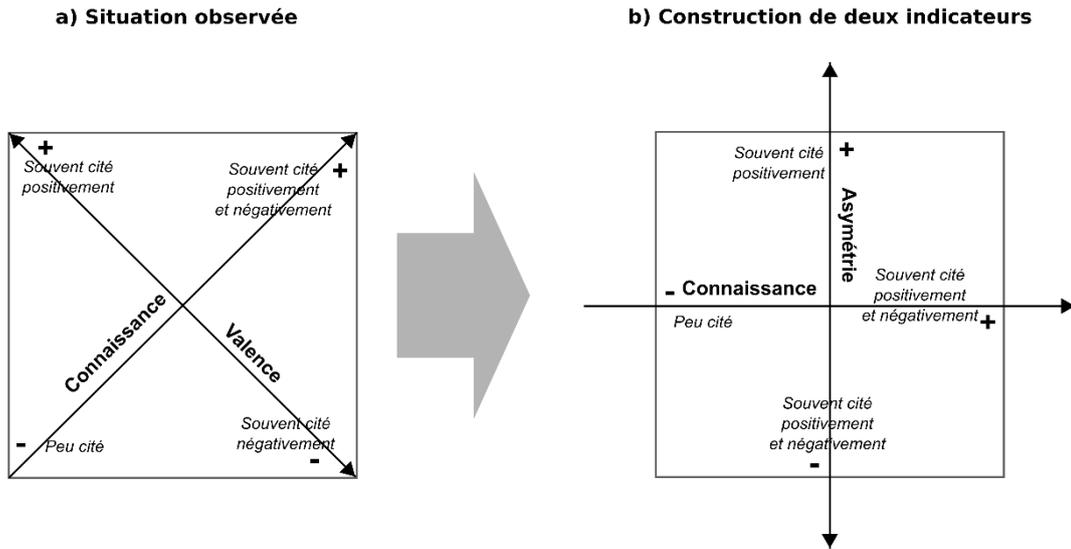 a) Situation observée
+
Souvent cité
positivement
Souvent cité
+
positivement
et négativement
Connaissance
Valence
-
Peu cité
Souvent cité
négativement
-
b) Construction de deux indicateurs
Souvent cité
+
positivement
Asymétrie
- Connaissance
Peu cité
Souvent cité
positivement
et négativement
+
Souvent cité
positivement
et négativement
-